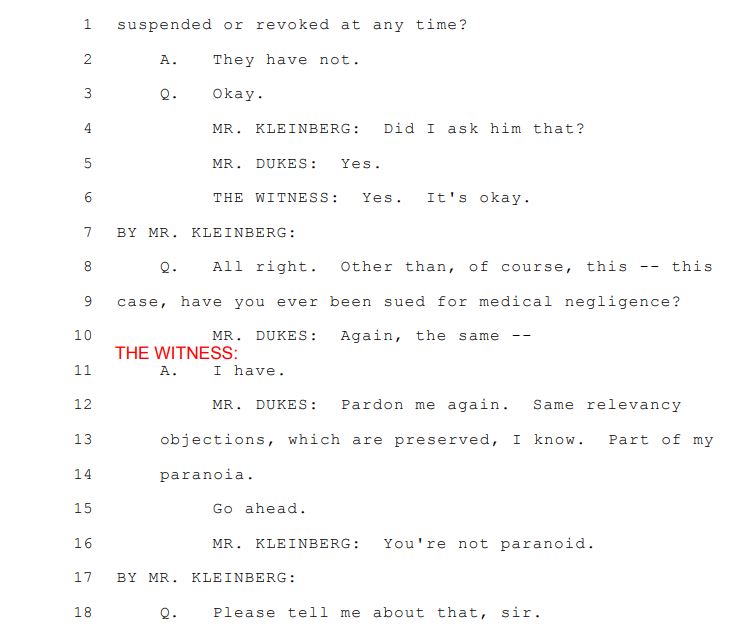 1 suspended or revoked at any time?
2 A. They have not.
3 Q. Okay.
4 MR. KLEINBERG: Did I ask him that?
5 MR. DUKES: Yes.
6 THE WITNESS: Yes. It's okay.
7 BY MR. KLEINBERG:
8 Q. All right. Other than, of course, this -- this
9 case, have you ever been sued for medical negligence?
10 MR. DUKES: Again, the same --
THE WITNESS:
11 A. I have.
12 MR. DUKES: Pardon me again. Same relevancy
13 objections, which are preserved, I know. Part of my
14 paranoia.
15 Go ahead.
16 MR. KLEINBERG: You're not paranoid.
17 BY MR. KLEINBERG:
18 Q. Please tell me about that, sir.